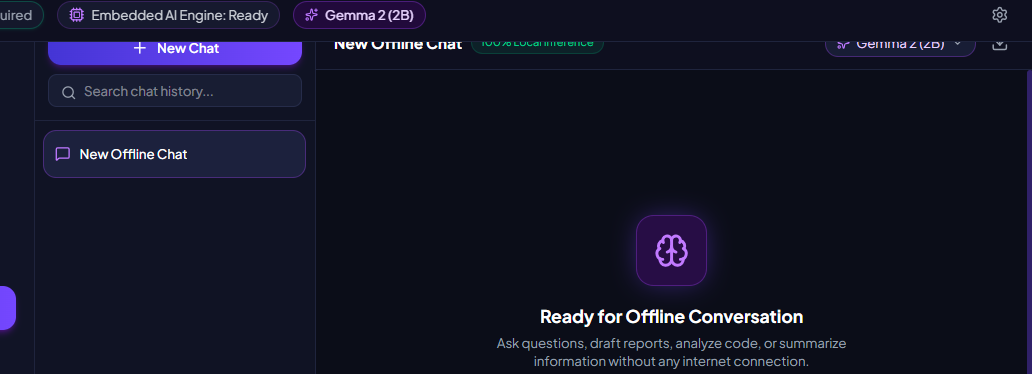 uired
Embedded AI Engine: Ready
Gemma 2 (2B)
New Chat
New Offline Chat
100% Local Inference
Gemma 2 (2B)
Search chat history...
New Offline Chat
Ready for Offline Conversation
Ask questions, draft reports, analyze code, or summarize
information without any internet connection.